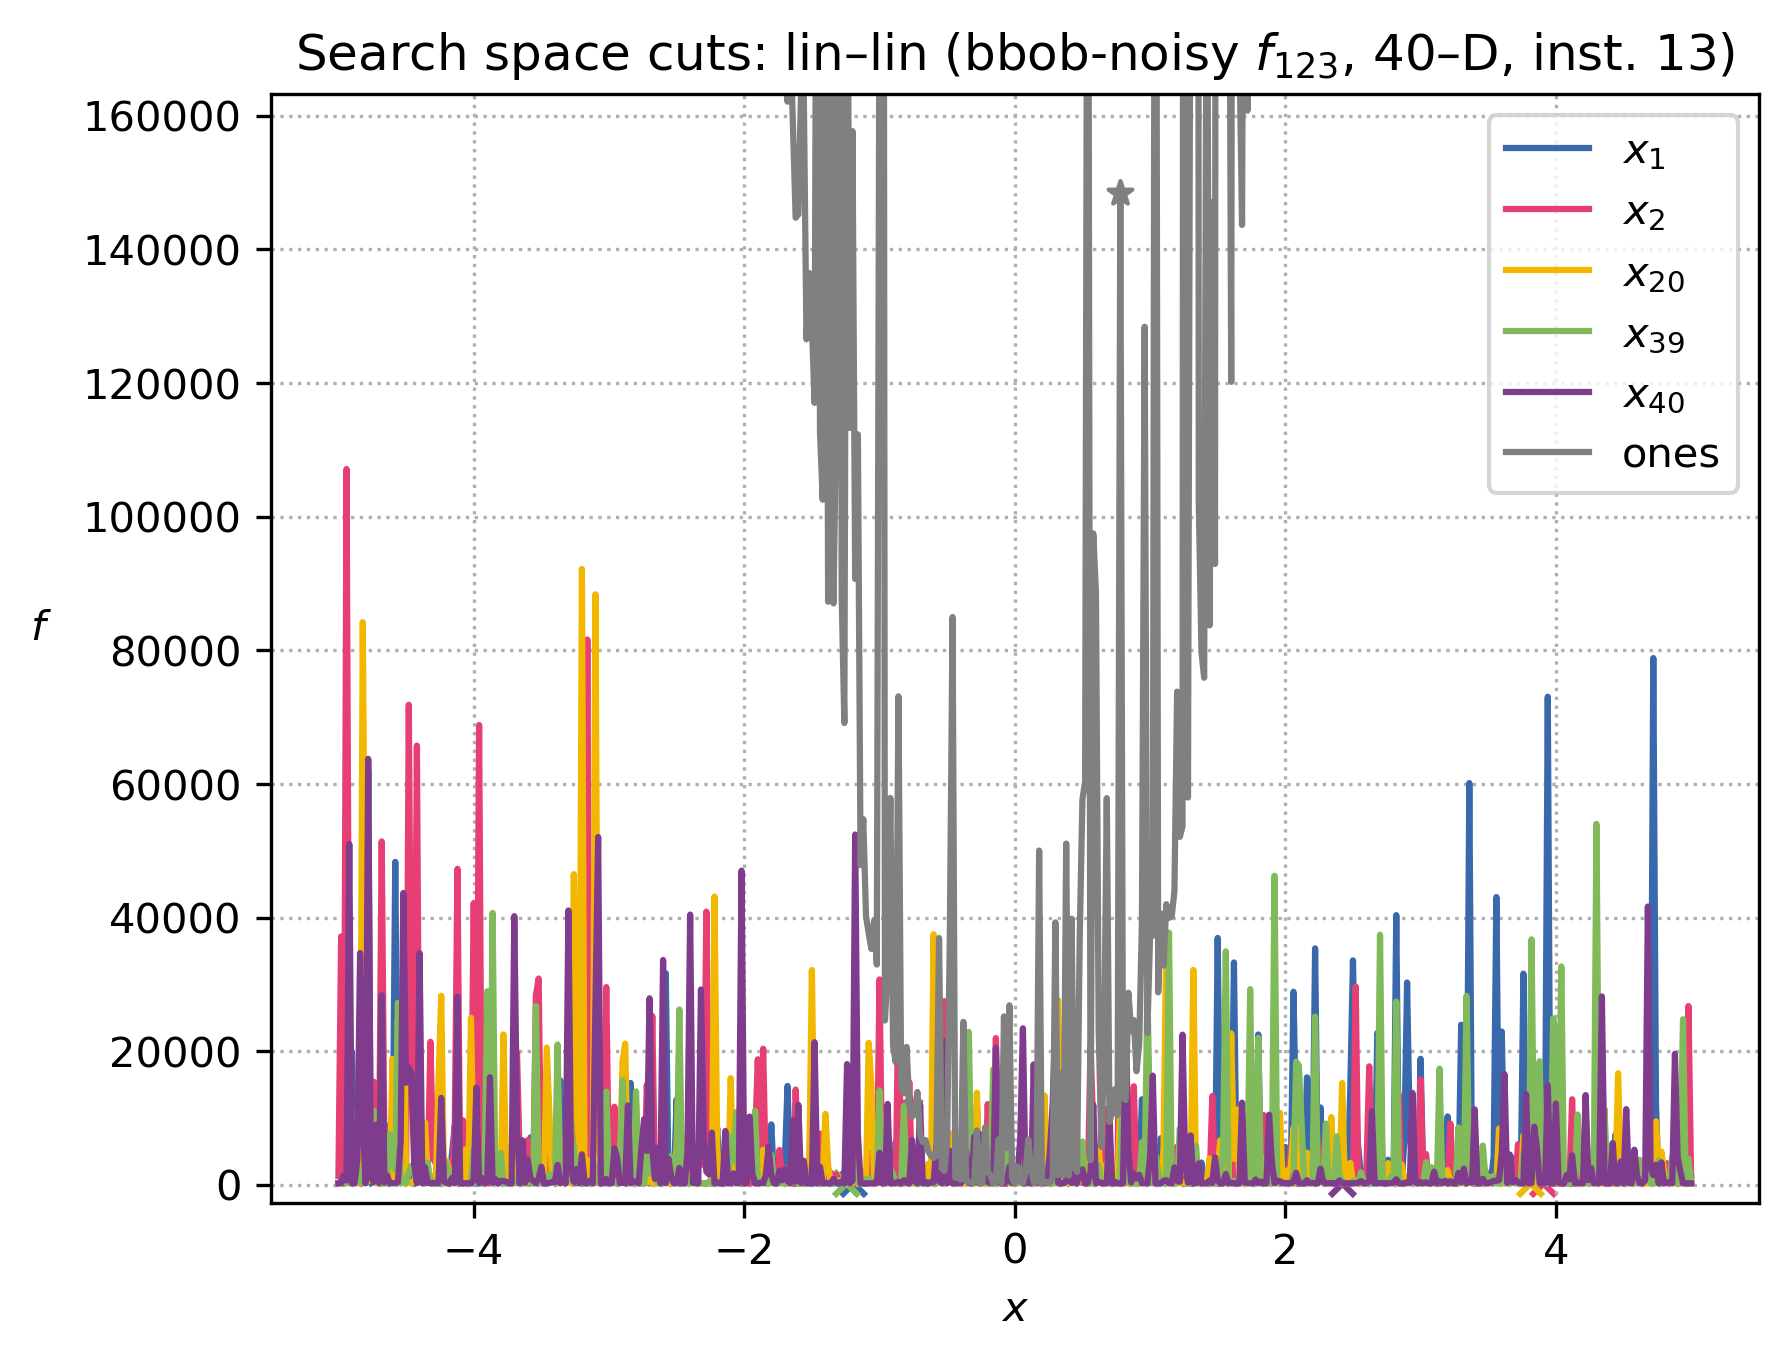 Search space cuts: lin–lin (bbob-noisy f₁₂₃, 40–D, inst. 13)
160000
140000
120000
100000
80000
60000
40000
20000
0
f
x₁
x₂
x₂₀
x₃₉
x₄₀
ones
−4 −2 0 2 4
x